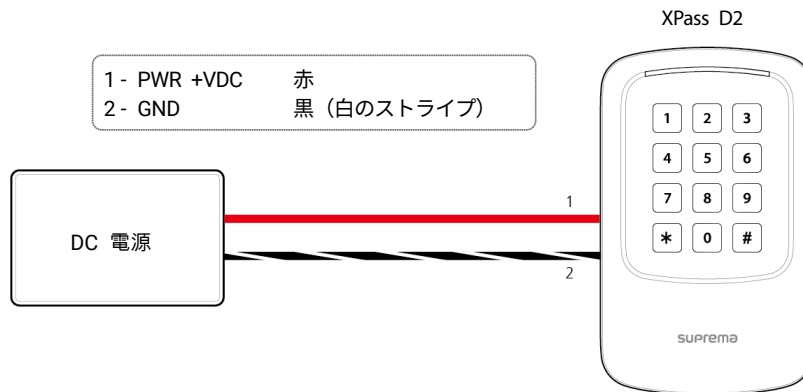 XPass D2
1 - PWR +VDC 赤
2 - GND 黒（白のストライプ）
1 2 3
4 5 6
7 8 9
* 0 #
DC 電源
1
2
suprema